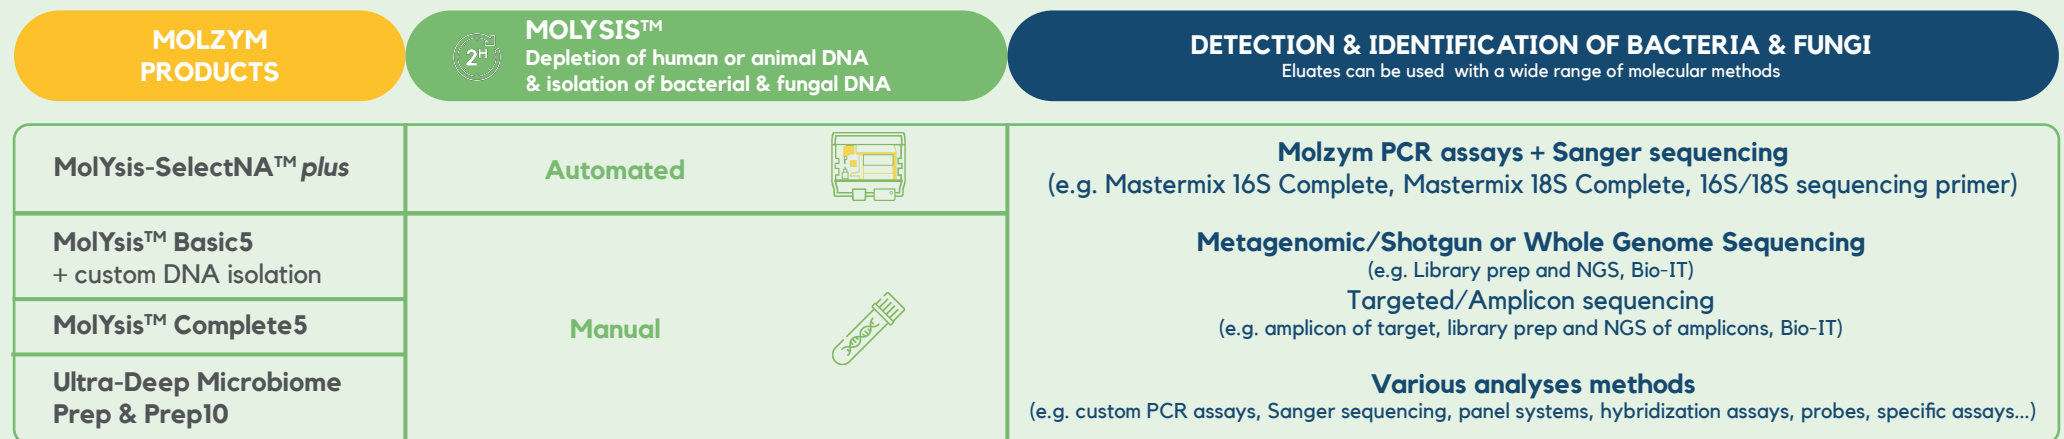 MOLZYM
PRODUCTS
2H
MOLYSIS™
Depletion of human or animal DNA
& isolation of bacterial & fungal DNA
DETECTION & IDENTIFICATION OF BACTERIA & FUNGI
Eluates can be used with a wide range of molecular methods
MolYsis-SelectNA™ plus
Automated
Molzym PCR assays + Sanger sequencing
(e.g. Mastermix 16S Complete, Mastermix 18S Complete, 16S/18S sequencing primer)
MolYsis™ Basic5
+ custom DNA isolation
MolYsis™ Complete5
Ultra-Deep Microbiome
Prep & Prep10
Manual
Metagenomic/Shotgun or Whole Genome Sequencing
(e.g. Library prep and NGS, Bio-IT)
Targeted/Amplicon sequencing
(e.g. amplicon of target, library prep and NGS of amplicons, Bio-IT)
Various analyses methods
(e.g. custom PCR assays, Sanger sequencing, panel systems, hybridization assays, probes, specific assays...)